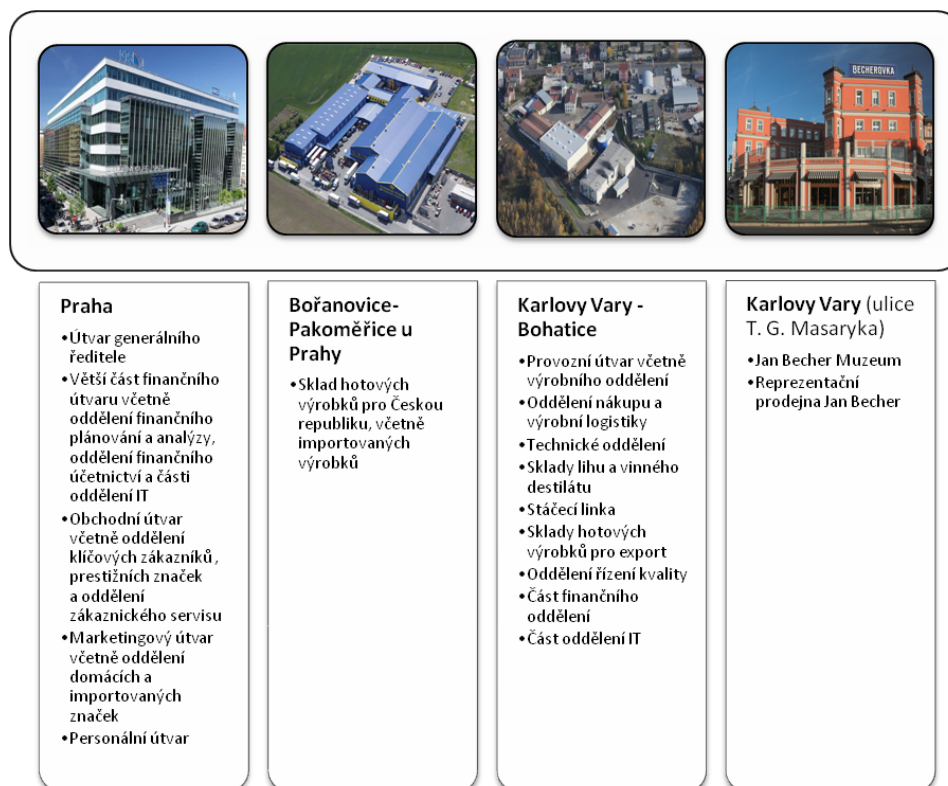 BECHEROVKA
Praha
•Útvar generálního
ředitele
•Větší část finančního
útvaru včetně
oddělení finančního
plánování a analýzy,
oddělení finančního
účetnictví a části
oddělení IT
•Obchodní útvar
včetně oddělení
klíčových zákazníků,
prestižních značek
a oddělení
zákaznického servisu
•Marketingový útvar
včetně oddělení
domácích a
importovaných
značek
•Personální útvar
Bořanovice-
Pakoměřice u
Prahy
•Sklad hotových
výrobků pro Českou
republiku, včetně
importovaných
výrobků
Karlovy Vary -
Bohatice
•Provozní útvar včetně
výrobního oddělení
•Oddělení nákupu a
výrobní logistiky
•Technické oddělení
•Sklady lihu a vinného
destilátu
•Stáčecí linka
•Sklady hotových
výrobků pro export
•Oddělení řízení kvality
•Část finančního
oddělení
•Část oddělení IT
Karlovy Vary (ulice
T. G. Masaryka)
•Jan Becher Muzeum
•Reprezentační
prodejna Jan Becher